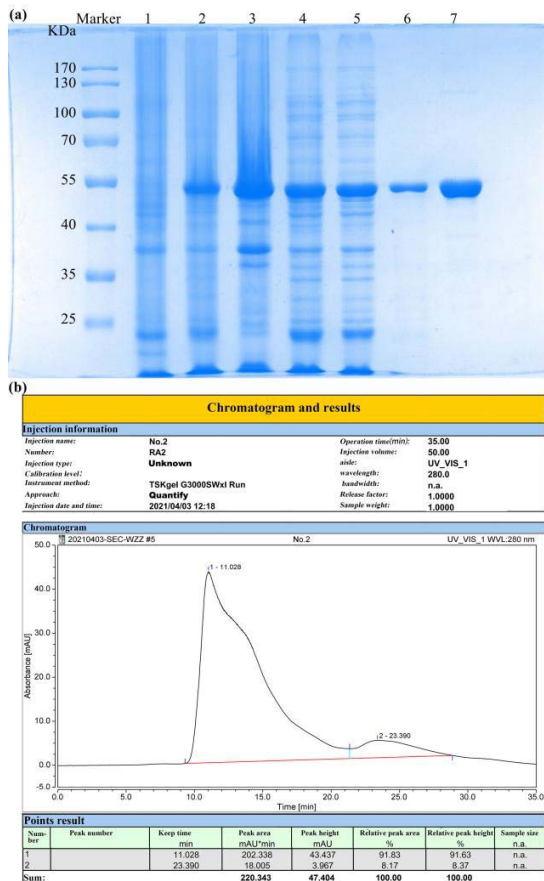 (a)
Marker 1 2 3 4 5 6 7
KDa
170
130
100
70
55
40
35
25
(b)
Chromatogram and results
Injection information
Injection name: No.2 Operation time(min): 35.00
Number: RA2 Injection volume: 50.00
Injection type: Unknown aisle: UV_VIS_1
Calibration level: wavelength: 280.0
Instrument method: TSKgel G3000SWxl Run bandwidth: n.a.
Approach: Quantify Release factor: 1.0000
Injection date and time: 2021/04/03 12:18 Sample weight: 1.0000
Chromatogram
20210403-SEC-WZZ #5 No.2 UV_VIS_1 WVL:280 nm
50.0
1 - 11.028
40.0
30.0
20.0
10.0
2 - 23.390
0.0
-5.0
Absorbance [mAU]
0.0 5.0 10.0 15.0 20.0 25.0 30.0 35.0
Time [min]
Points result
Num-ber Peak number Keep time Peak area Peak height Relative peak area Relative peak height Sample size
min mAU*min mAU % % n.a.
1 11.028 202.338 43.437 91.83 91.63 n.a.
2 23.390 18.005 3.967 8.17 8.37 n.a.
Sum: 220.343 47.404 100.00 100.00